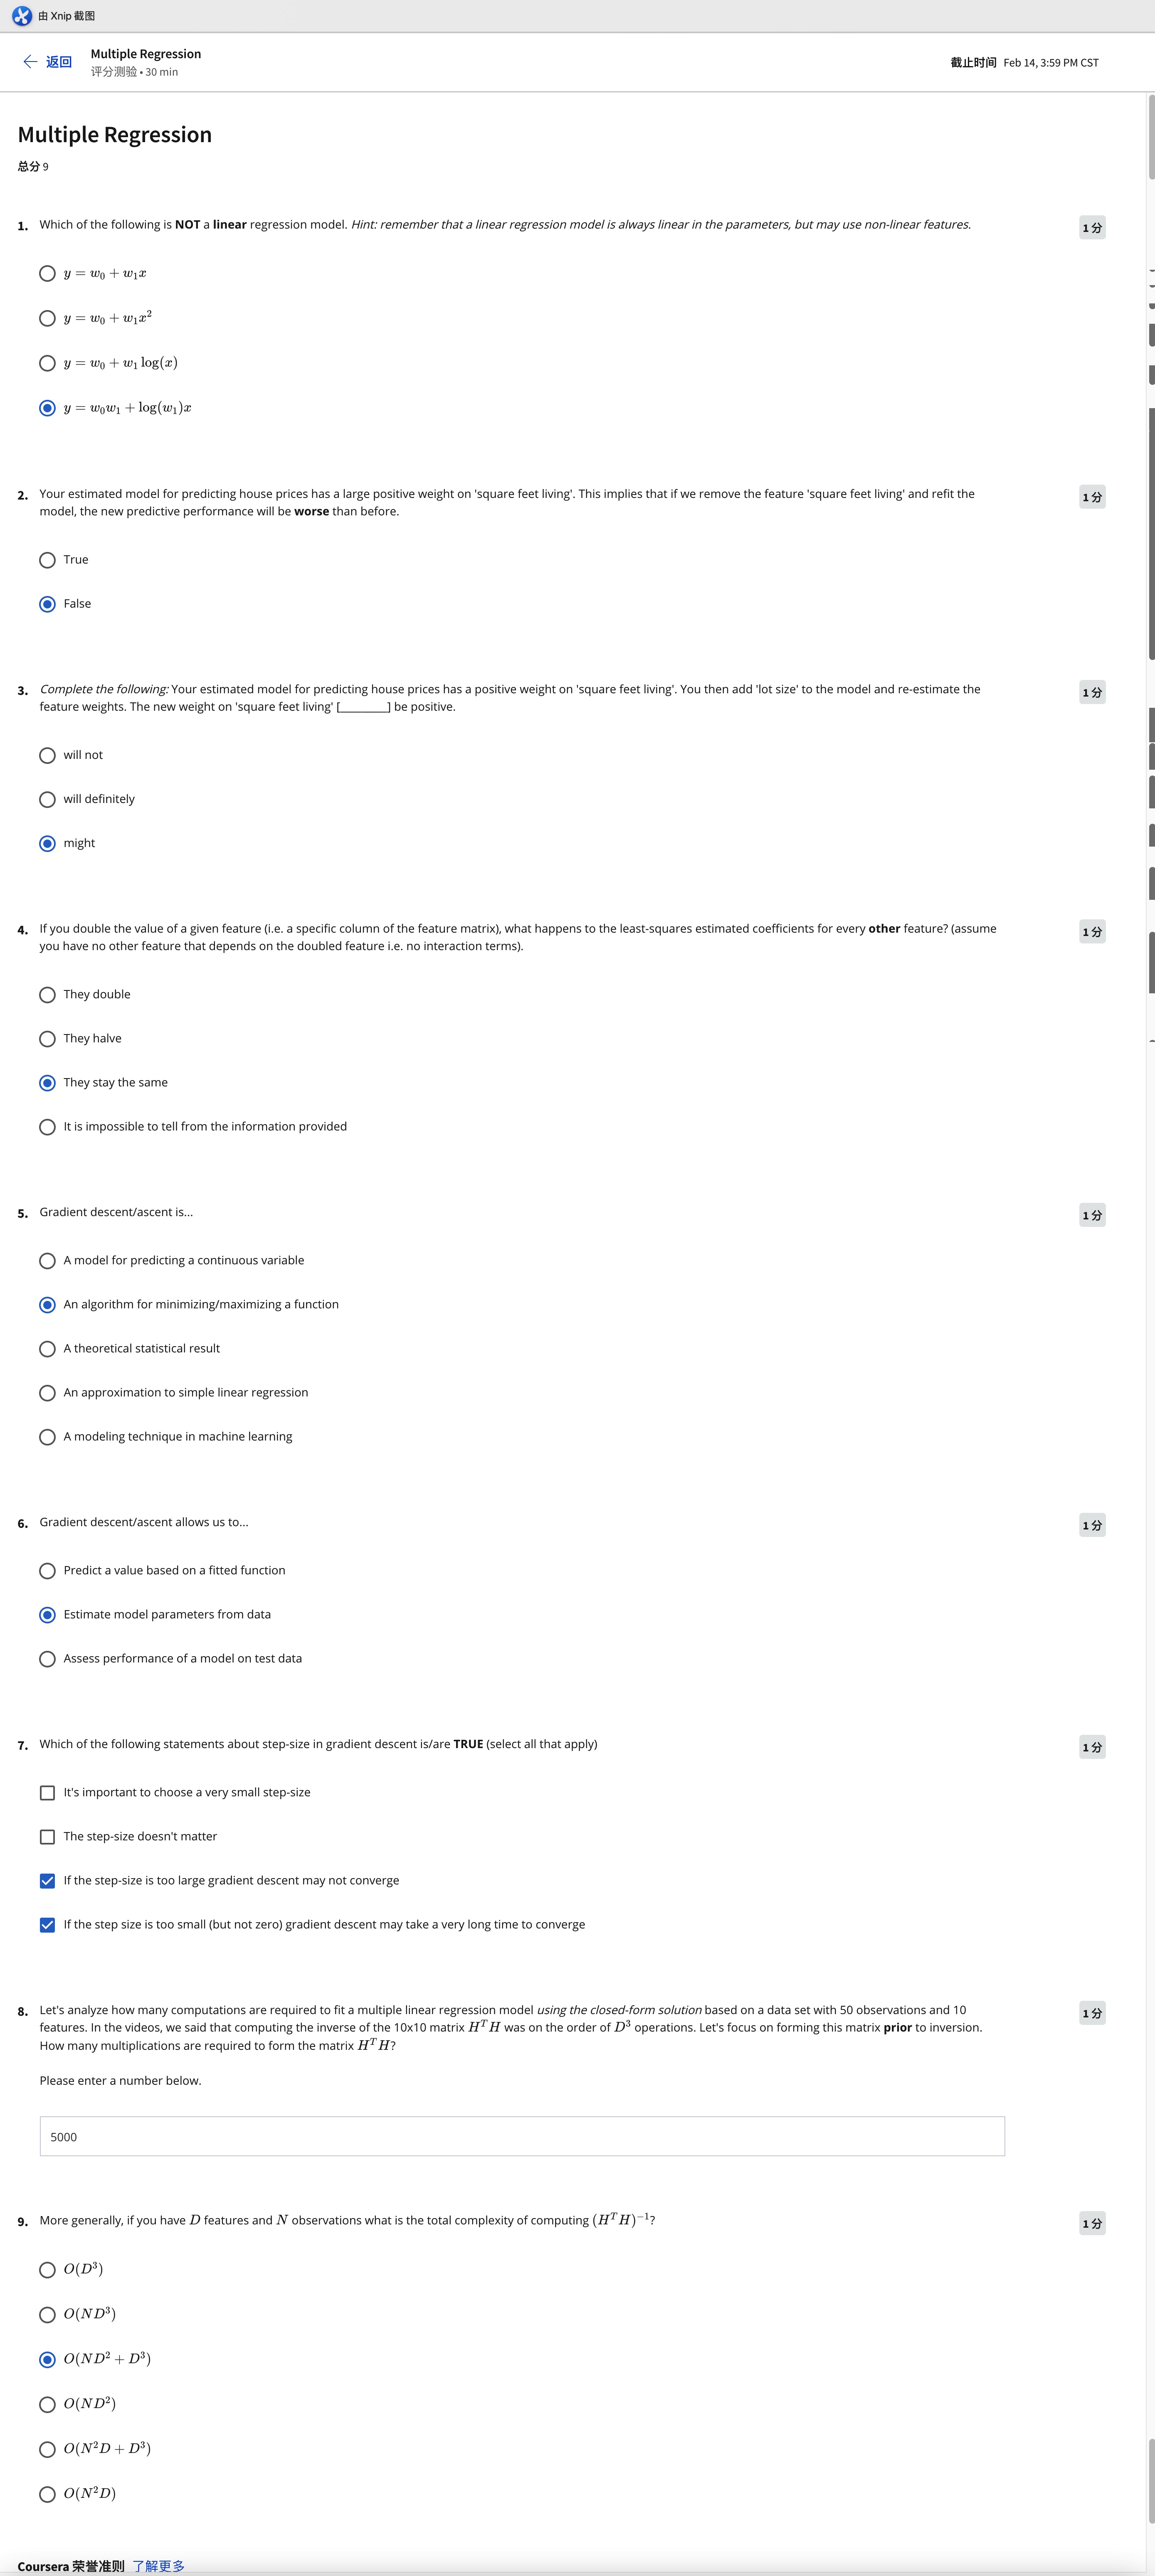 由 Xnip 截图
返回
Multiple Regression
评分测验 • 30 min
截止时间 Feb 14, 3:59 PM CST
Multiple Regression
总分 9
1. Which of the following is NOT a linear regression model. Hint: remember that a linear regression model is always linear in the parameters, but may use non-linear features.
1 分
y = w₀ + w₁x
y = w₀ + w₁x²
y = w₀ + w₁ log(x)
y = w₀w₁ + log(w₁)x
2. Your estimated model for predicting house prices has a large positive weight on 'square feet living'. This implies that if we remove the feature 'square feet living' and refit the
model, the new predictive performance will be worse than before.
1 分
True
False
3. Complete the following: Your estimated model for predicting house prices has a positive weight on 'square feet living'. You then add 'lot size' to the model and re-estimate the
feature weights. The new weight on 'square feet living' [________] be positive.
1 分
will not
will definitely
might
4. If you double the value of a given feature (i.e. a specific column of the feature matrix), what happens to the least-squares estimated coefficients for every other feature? (assume
you have no other feature that depends on the doubled feature i.e. no interaction terms).
1 分
They double
They halve
They stay the same
It is impossible to tell from the information provided
5. Gradient descent/ascent is...
1 分
A model for predicting a continuous variable
An algorithm for minimizing/maximizing a function
A theoretical statistical result
An approximation to simple linear regression
A modeling technique in machine learning
6. Gradient descent/ascent allows us to...
1 分
Predict a value based on a fitted function
Estimate model parameters from data
Assess performance of a model on test data
7. Which of the following statements about step-size in gradient descent is/are TRUE (select all that apply)
1 分
It's important to choose a very small step-size
The step-size doesn't matter
If the step-size is too large gradient descent may not converge
If the step size is too small (but not zero) gradient descent may take a very long time to converge
8. Let's analyze how many computations are required to fit a multiple linear regression model using the closed-form solution based on a data set with 50 observations and 10
features. In the videos, we said that computing the inverse of the 10x10 matrix HᵀH was on the order of D³ operations. Let's focus on forming this matrix prior to inversion.
How many multiplications are required to form the matrix HᵀH?
1 分
Please enter a number below.
5000
9. More generally, if you have D features and N observations what is the total complexity of computing (HᵀH)⁻¹?
1 分
O(D³)
O(ND³)
O(ND² + D³)
O(ND²)
O(N²D + D³)
O(N²D)
Coursera 荣誉准则 了解更多